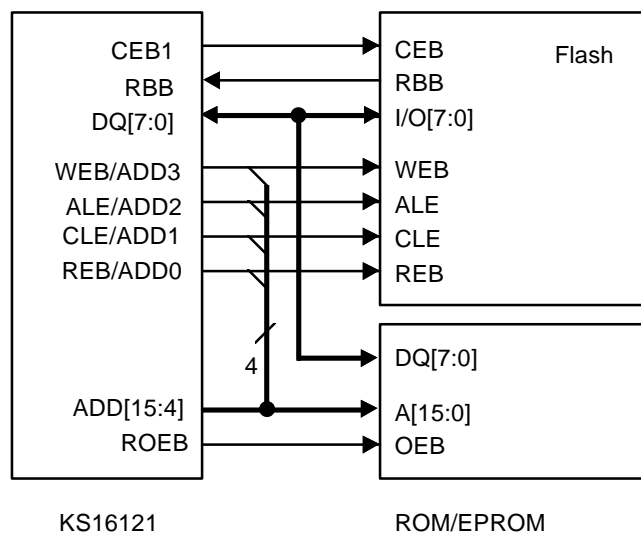 CEB1
RBB
DQ[7:0]
WEB/ADD3
ALE/ADD2
CLE/ADD1
REB/ADD0
4
ADD[15:4]
ROEB
KS16121
CEB
Flash
RBB
I/O[7:0]
WEB
ALE
CLE
REB
DQ[7:0]
A[15:0]
OEB
ROM/EPROM